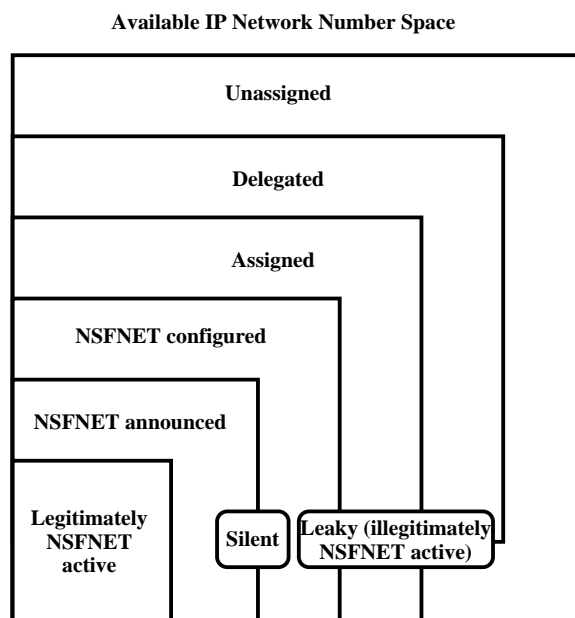 Available IP Network Number Space
Unassigned
Delegated
Assigned
NSFNET configured
NSFNET announced
Legitimately
NSFNET
active
Silent
Leaky (illegitimately
NSFNET active)